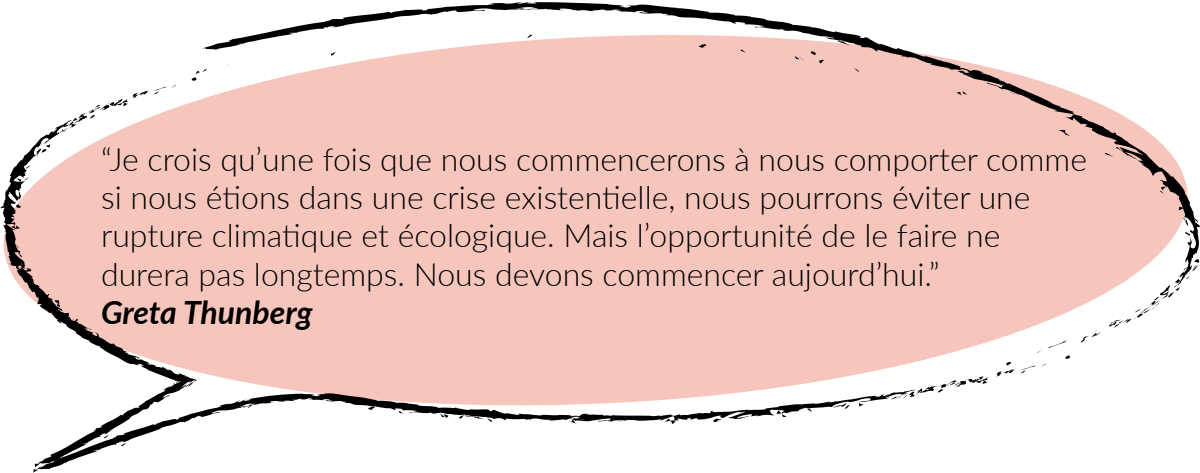 “Je crois qu’une fois que nous commencerons à nous comporter comme
si nous étions dans une crise existentielle, nous pourrons éviter une
rupture climatique et écologique. Mais l’opportunité de le faire ne
durera pas longtemps. Nous devons commencer aujourd’hui.”
Greta Thunberg